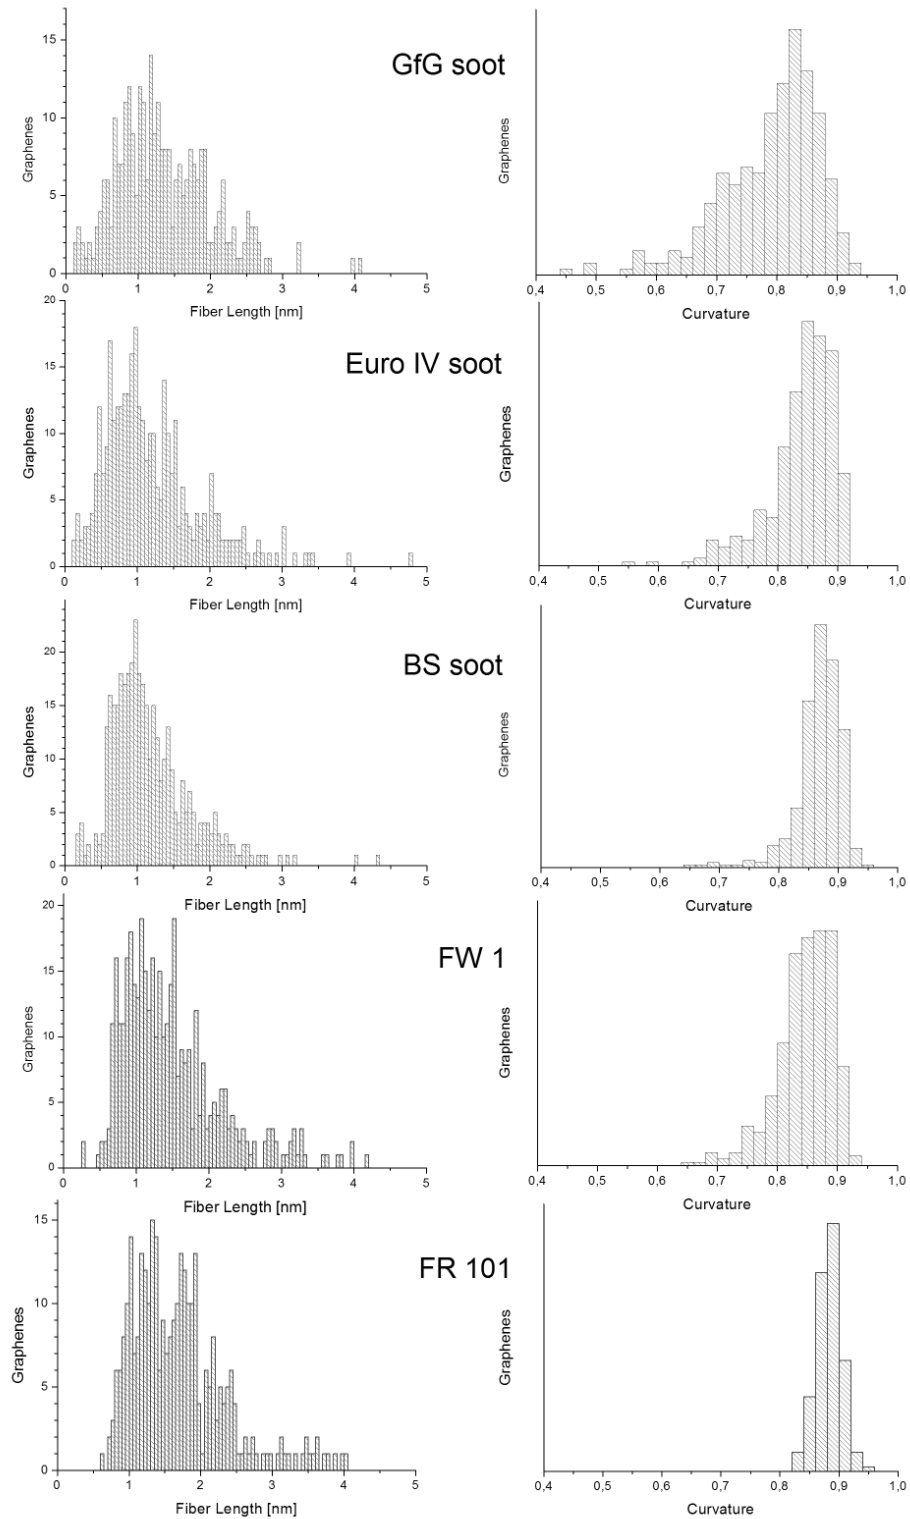 GfG soot
Graphenes
15
10
5
0
0 1 2 3 4 5
Fiber Length [nm]
Graphenes
0,4 0,5 0,6 0,7 0,8 0,9 1,0
Curvature
Euro IV soot
Graphenes
20
15
10
5
0
0 1 2 3 4 5
Fiber Length [nm]
Graphenes
0,4 0,5 0,6 0,7 0,8 0,9 1,0
Curvature
BS soot
Graphenes
20
15
10
5
0
0 1 2 3 4 5
Fiber Length [nm]
Graphenes
0,4 0,5 0,6 0,7 0,8 0,9 1,0
Curvature
FW 1
Graphenes
20
15
10
5
0
0 1 2 3 4 5
Fiber Length [nm]
Graphenes
0,4 0,5 0,6 0,7 0,8 0,9 1,0
Curvature
FR 101
Graphenes
15
10
5
0
0 1 2 3 4 5
Fiber Length [nm]
Graphenes
0,4 0,5 0,6 0,7 0,8 0,9 1,0
Curvature